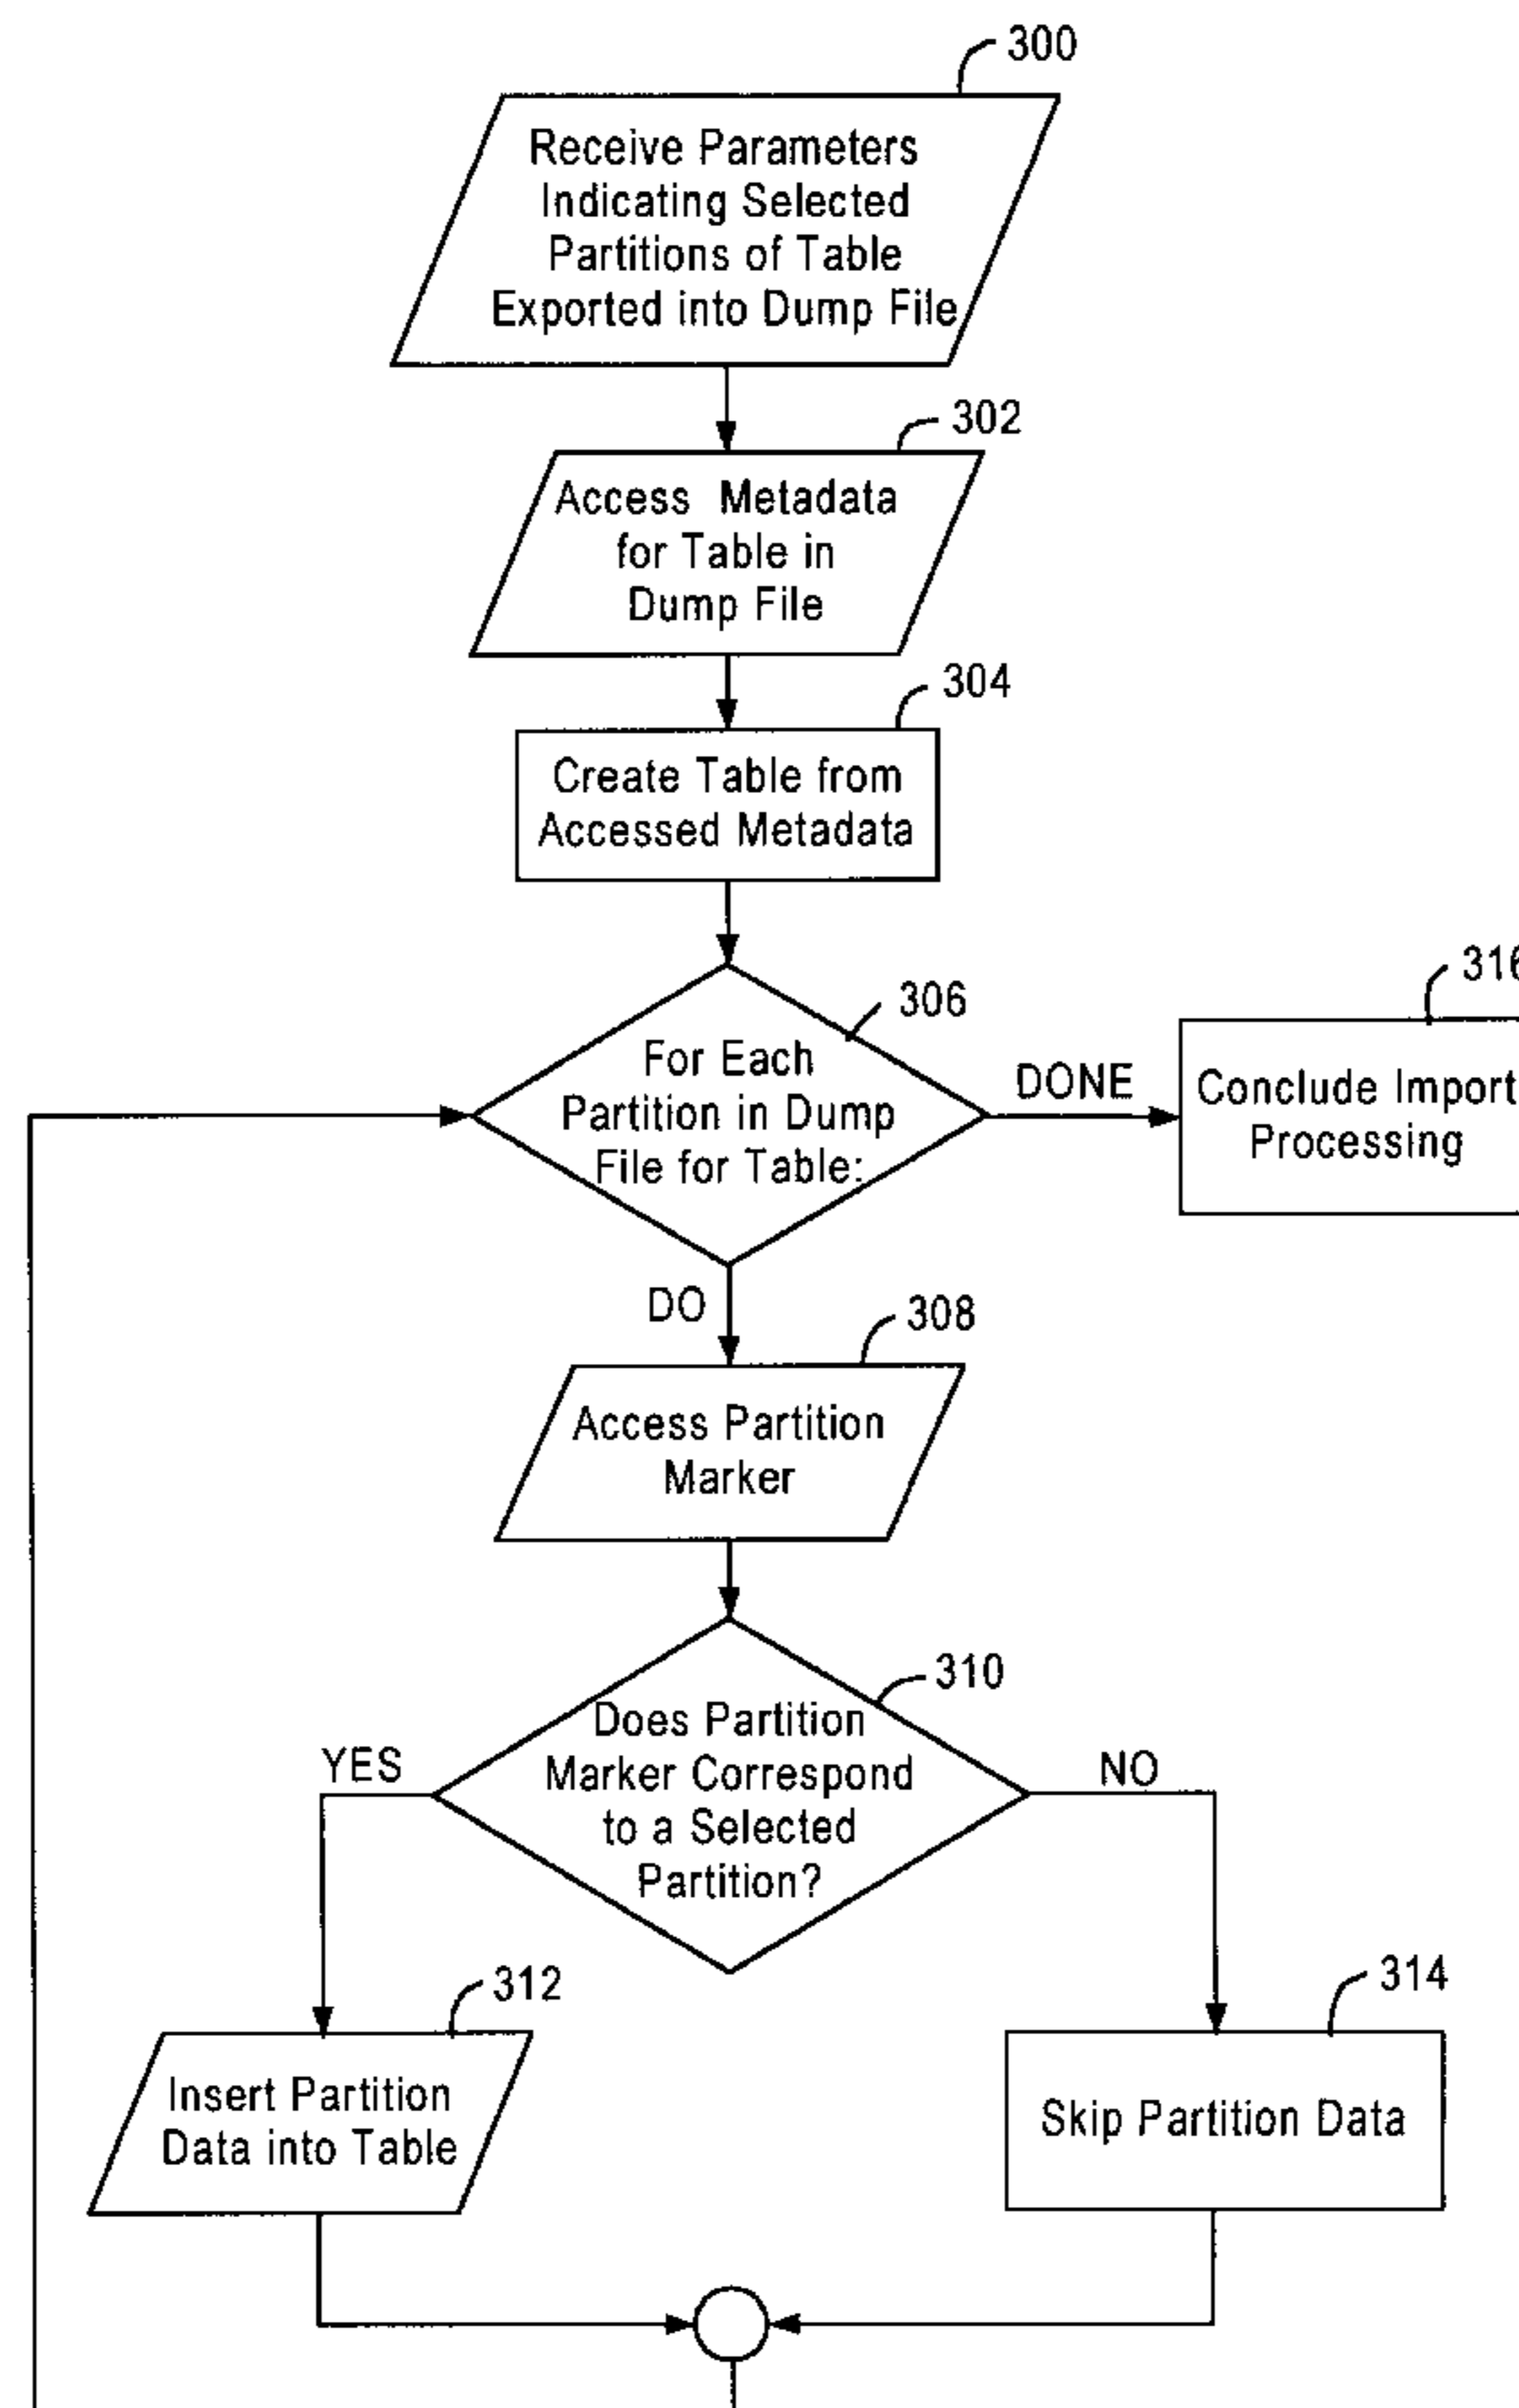 300
Receive Parameters
Indicating Selected
Partitions of Table
Exported into Dump File
302
Access Metadata
for Table in
Dump File
304
Create Table from
Accessed Metadata
306
For Each
Partition in Dump
File for Table:
DONE
316
Conclude Import
Processing
DO
308
Access Partition
Marker
310
Does Partition
Marker Correspond
to a Selected
Partition?
YES
NO
312
Insert Partition
Data into Table
314
Skip Partition Data